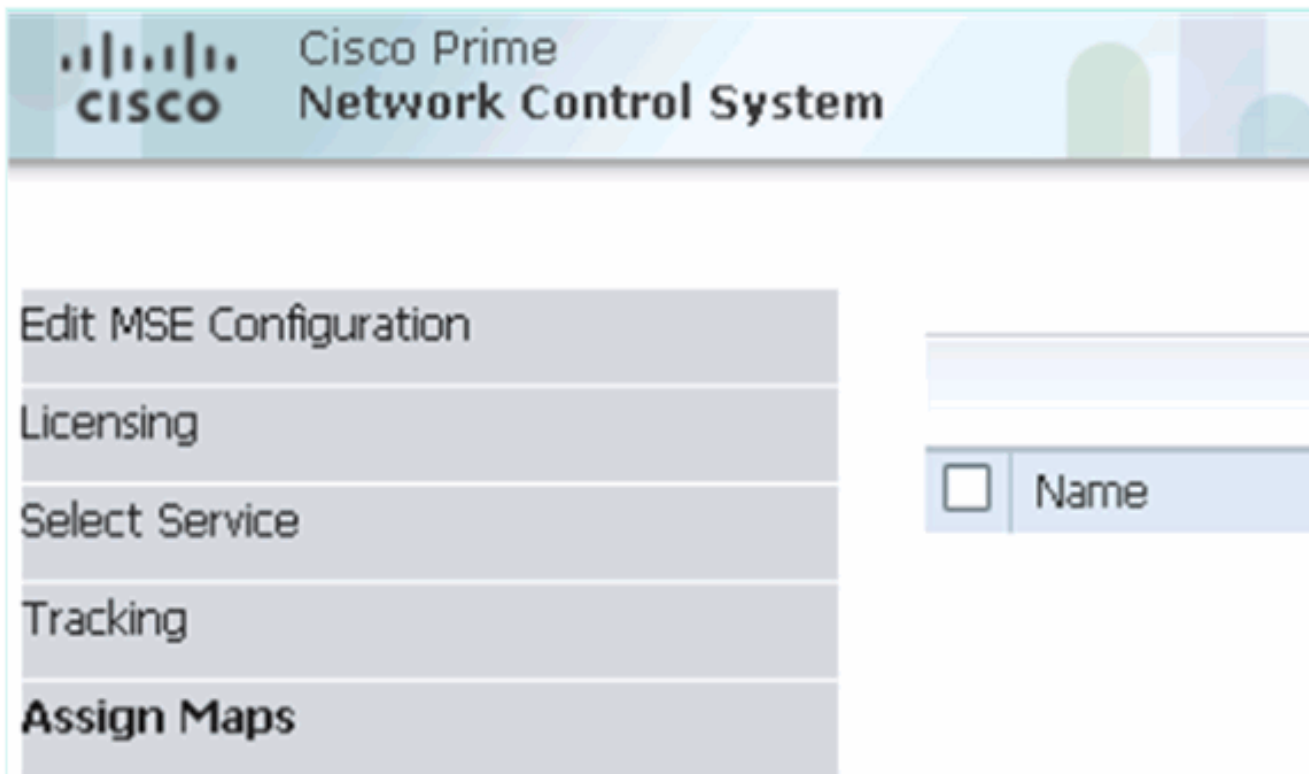 CISCO
Cisco Prime
Network Control System
Edit MSE Configuration
Licensing
Select Service
Tracking
Assign Maps
Name